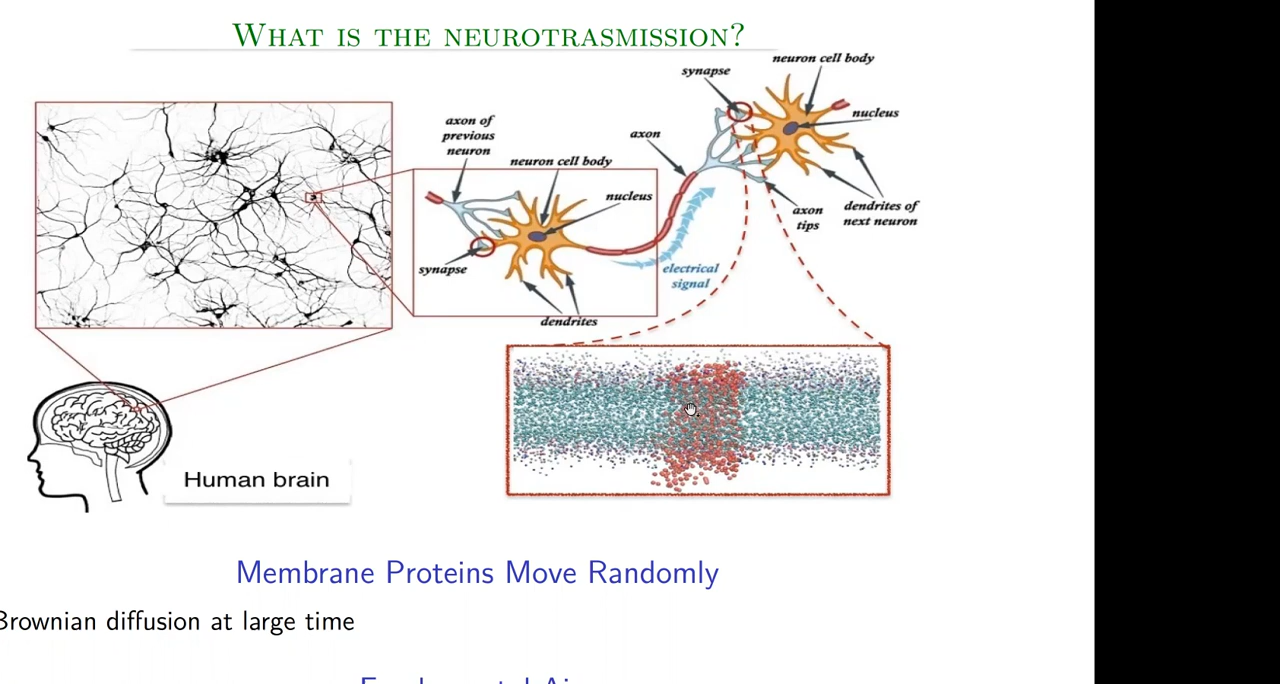 WHAT IS THE NEUROTRASMISSION?
neuron cell body
synapse
nucleus
axon of
previous
neuron
axon
neuron cell body
nucleus
dendrites of
next neuron
axon
tips
synapse
electrical
signal
dendrites
Human brain
Membrane Proteins Move Randomly
Brownian diffusion at large time